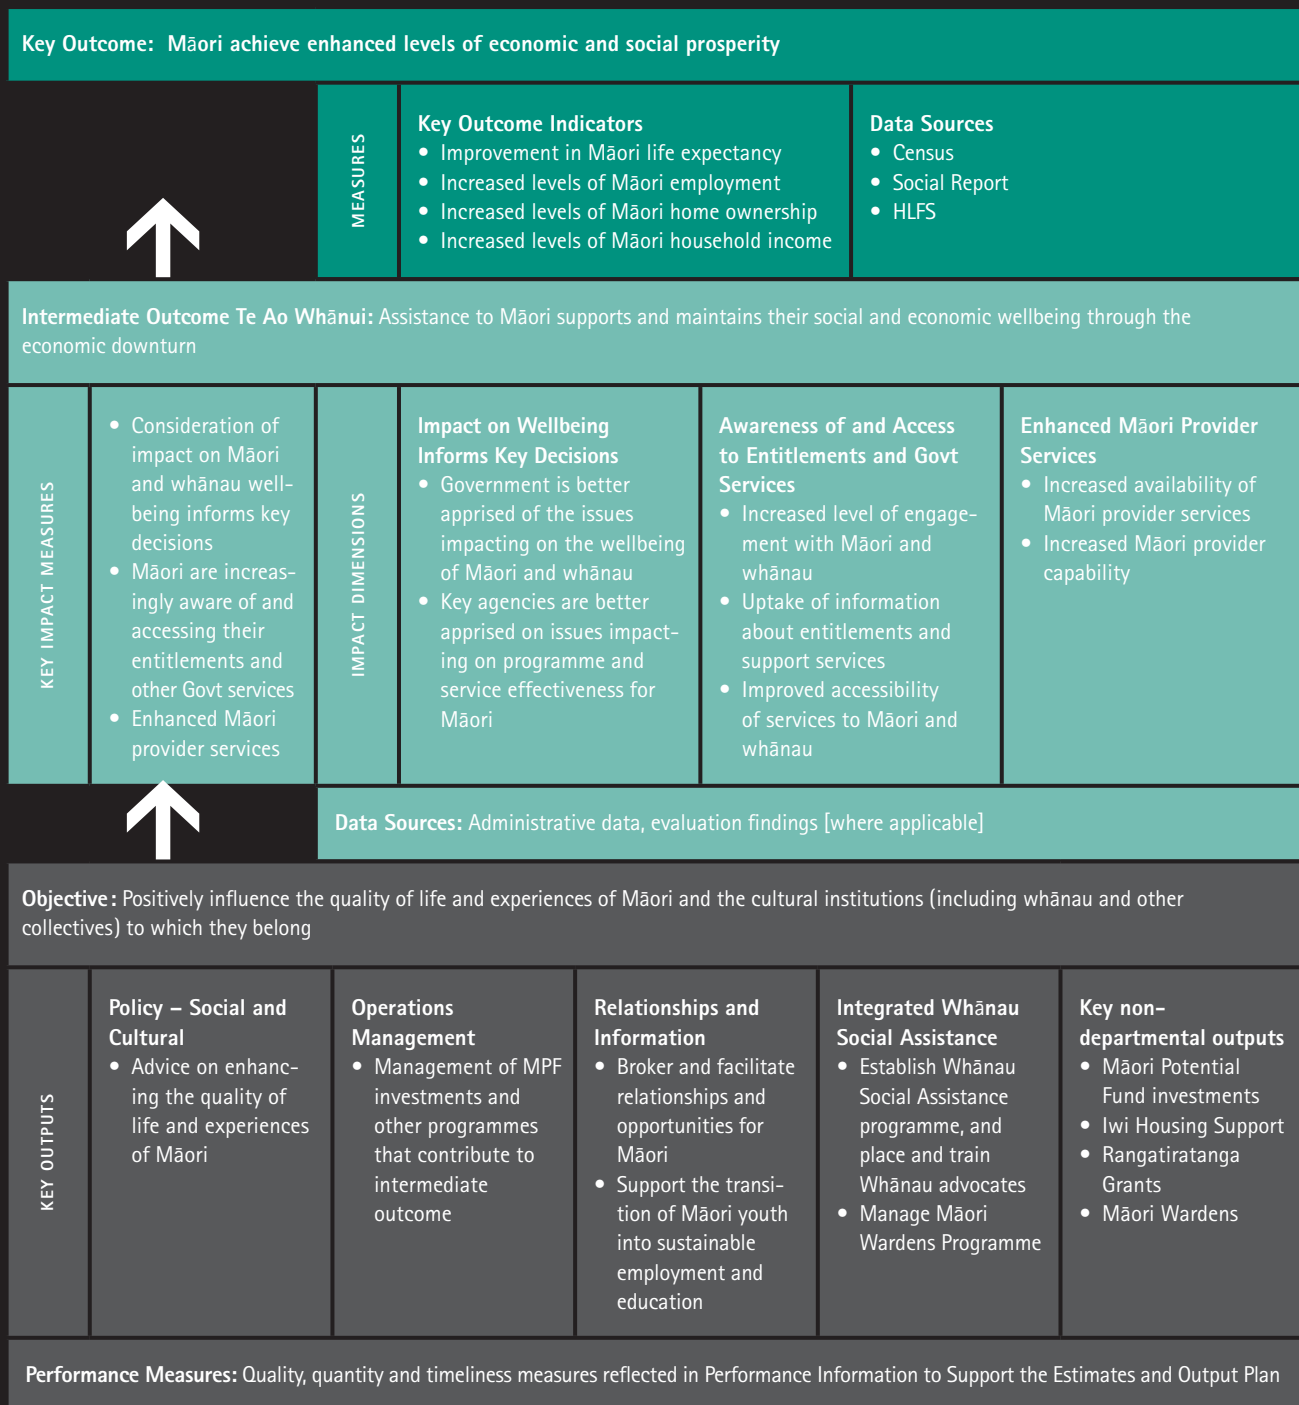 Key Outcome: Māori achieve enhanced levels of economic and social prosperity
MEASURES
Key Outcome Indicators
• Improvement in Māori life expectancy
• Increased levels of Māori employment
• Increased levels of Māori home ownership
• Increased levels of Māori household income
Data Sources
• Census
• Social Report
• HLFS
Intermediate Outcome Te Ao Whānui: Assistance to Māori supports and maintains their social and economic wellbeing through the
economic downturn
KEY IMPACT MEASURES
• Consideration of
impact on Māori
and whānau well-
being informs key
decisions
• Māori are increas-
ingly aware of and
accessing their
entitlements and
other Govt services
• Enhanced Māori
provider services
IMPACT DIMENSIONS
Impact on Wellbeing
Informs Key Decisions
• Government is better
apprised of the issues
impacting on the wellbeing
of Māori and whānau
• Key agencies are better
apprised on issues impact-
ing on programme and
service effectiveness for
Māori
Awareness of and Access
to Entitlements and Govt
Services
• Increased level of engage-
ment with Māori and
whānau
• Uptake of information
about entitlements and
support services
• Improved accessibility
of services to Māori and
whānau
Enhanced Māori Provider
Services
• Increased availability of
Māori provider services
• Increased Māori provider
capability
Data Sources: Administrative data, evaluation findings [where applicable]
Objective: Positively influence the quality of life and experiences of Māori and the cultural institutions (including whānau and other
collectives) to which they belong
KEY OUTPUTS
Policy – Social and
Cultural
• Advice on enhanc-
ing the quality of
life and experiences
of Māori
Operations
Management
• Management of MPF
investments and
other programmes
that contribute to
intermediate
outcome
Relationships and
Information
• Broker and facilitate
relationships and
opportunities for
Māori
• Support the transi-
tion of Māori youth
into sustainable
employment and
education
Integrated Whānau
Social Assistance
• Establish Whānau
Social Assistance
programme, and
place and train
Whānau advocates
• Manage Māori
Wardens Programme
Key non-
departmental outputs
• Māori Potential
Fund investments
• Iwi Housing Support
• Rangatiratanga
Grants
• Māori Wardens
Performance Measures: Quality, quantity and timeliness measures reflected in Performance Information to Support the Estimates and Output Plan